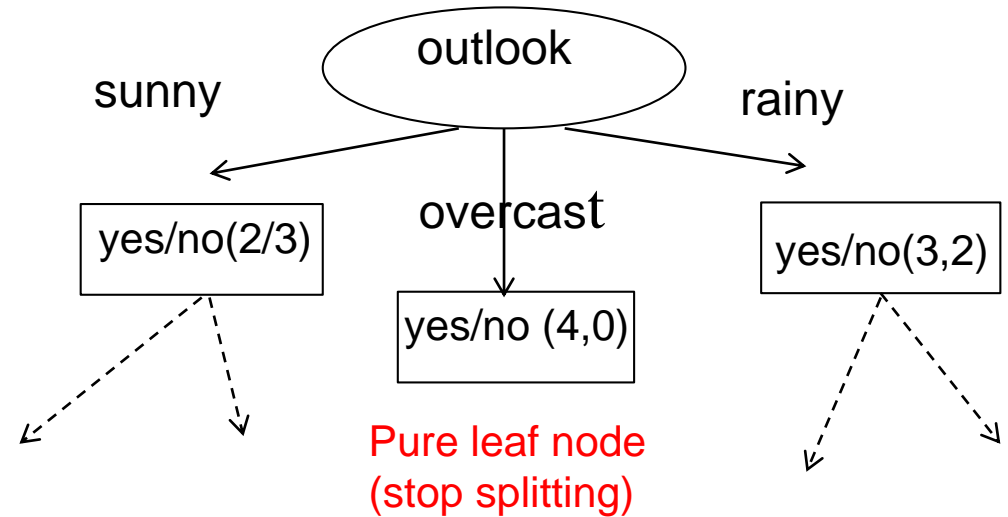 outlook
sunny
rainy
overcast
yes/no(2/3)
yes/no (4,0)
yes/no(3,2)
Pure leaf node
(stop splitting)